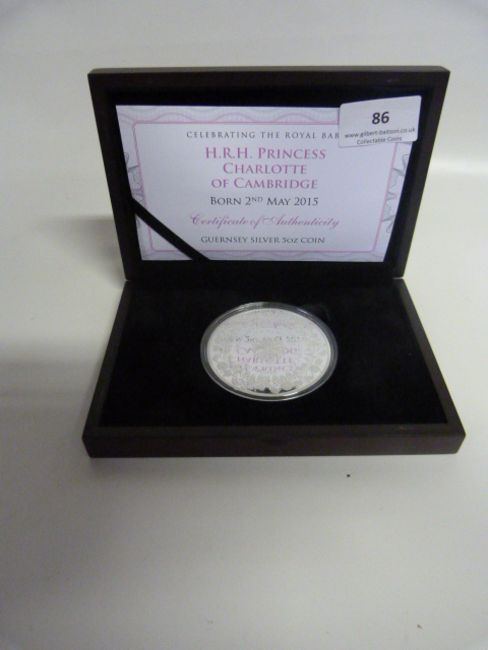 CELEBRATING THE ROYAL BAB
H.R.H. PRINCESS
CHARLOTTE
OF CAMBRIDGE
BORN 2ND MAY 2015
Certificate of Authenticity
GUERNSEY SILVER 5OZ COIN
86
www.gilbert-baitson.co.uk
Collectable-Coins